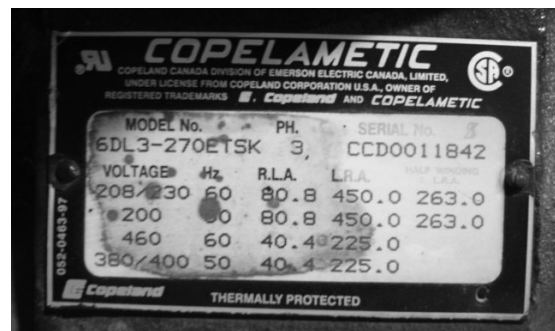 COPELAMETIC
COPELAND CANADA DIVISION OF EMERSON ELECTRIC CANADA, LIMITED,
UNDER LICENSE FROM COPELAND CORPORATION U.S.A., OWNER OF
REGISTERED TRADEMARKS Copeland AND COPELAMETIC
MODEL No. PH. SERIAL No.
6DL3-270ETSK 3, CCD0011842
VOLTAGE Hz R.L.A. L.R.A. HALF WINDING L.R.A.
208/230 60 80.8 450.0 263.0
200 80.8 450.0 263.0
460 60 40.4 225.0
380/400 50 40.4 225.0
052-0463-97
Copeland THERMALLY PROTECTED